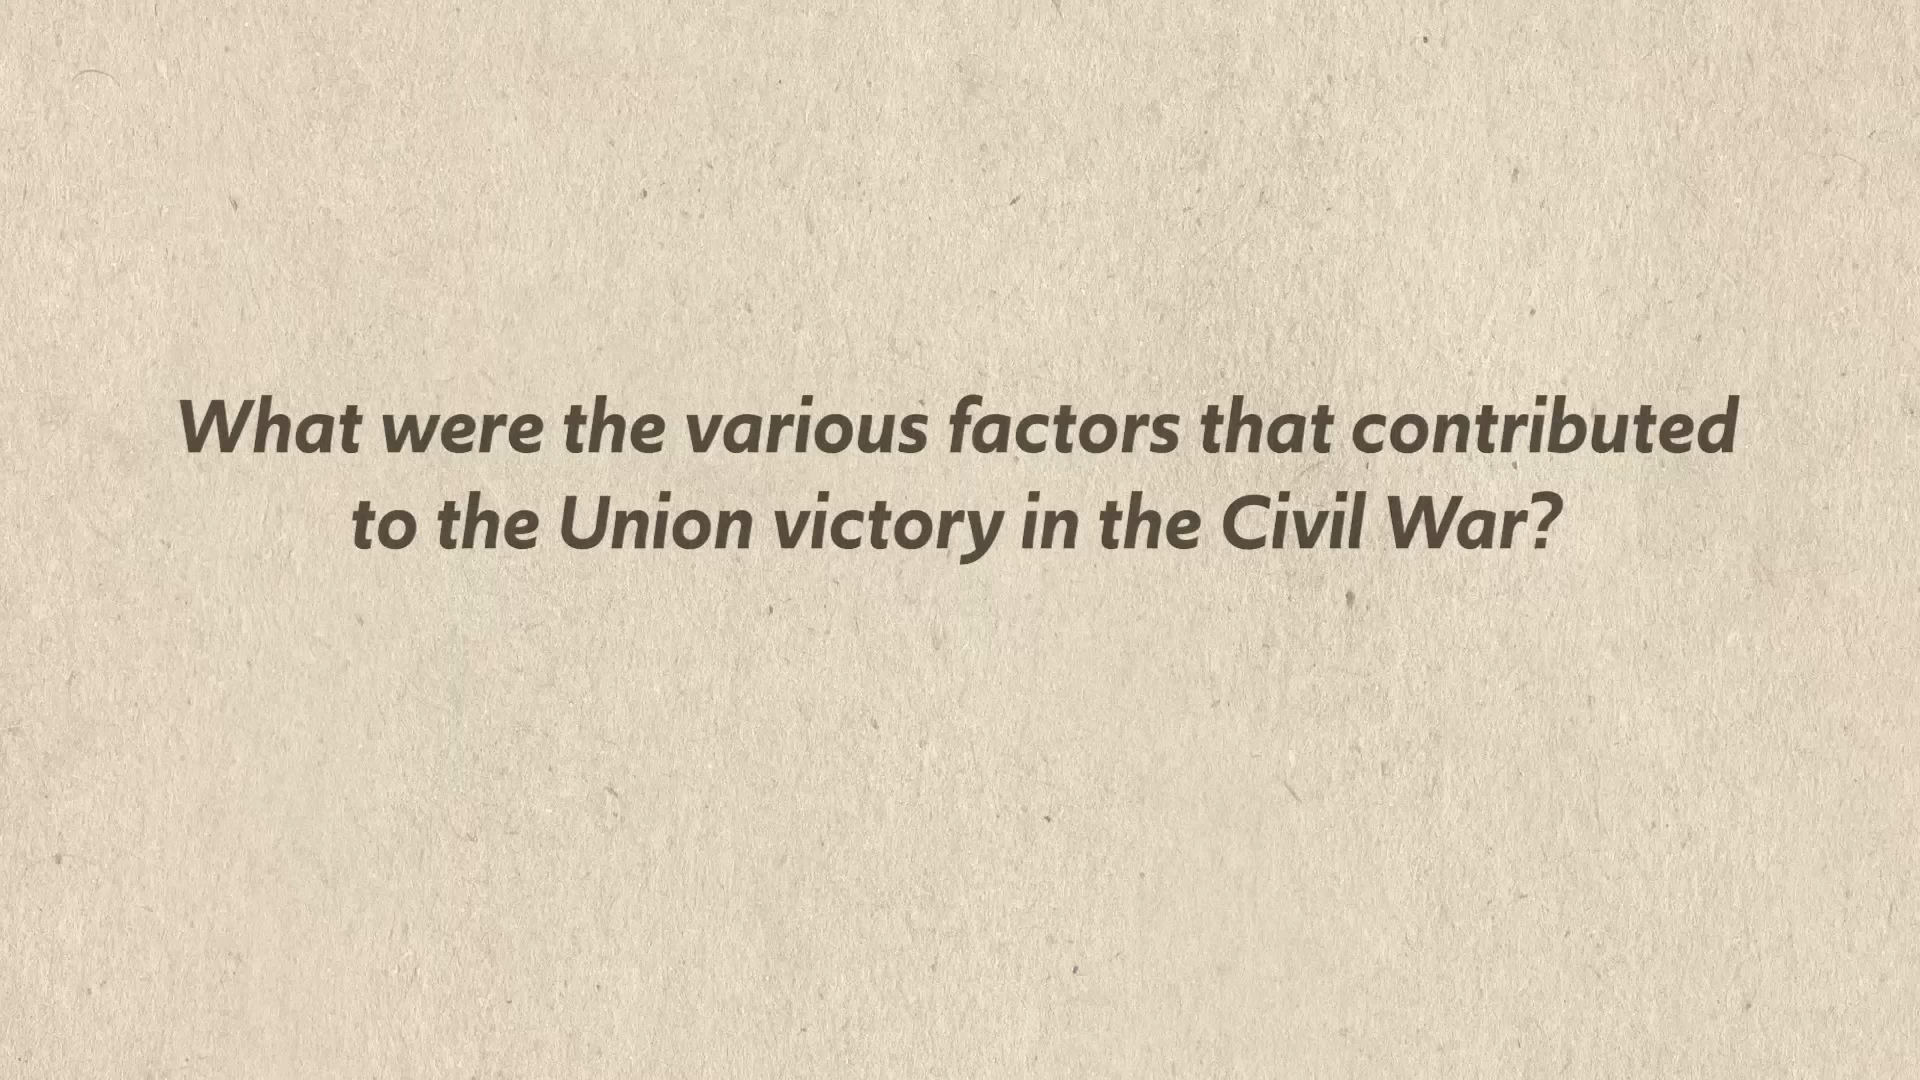 What were the various factors that contributed
to the Union victory in the Civil War?